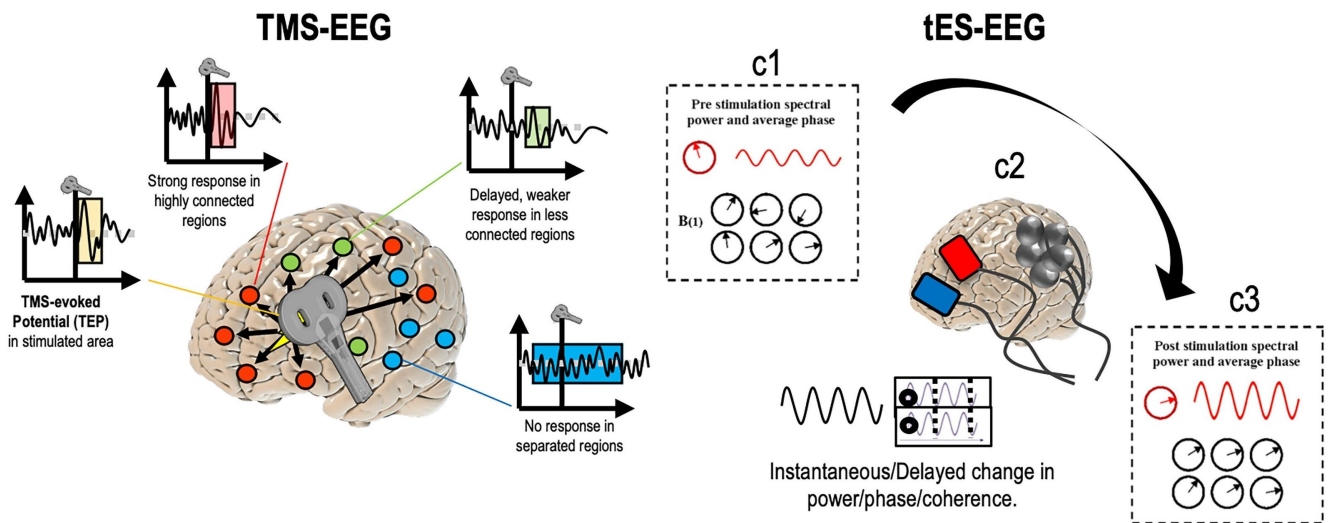 TMS-EEG
Strong response in
highly connected
regions
Delayed, weaker
response in less
connected regions
TMS-evoked
Potential (TEP)
in stimulated area
No response in
separated regions
tES-EEG
c1
Pre stimulation spectral
power and average phase
B(1)
c2
Instantaneous/Delayed change in
power/phase/coherence.
c3
Post stimulation spectral
power and average phase